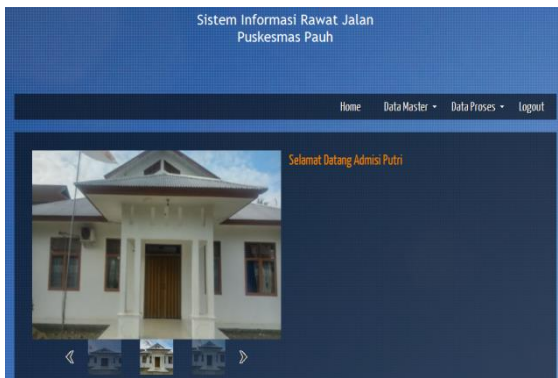 Sistem Informasi Rawat Jalan
Puskesmas Pauh
Home Data Master Data Proses Logout
Selamat Datang Admisi Putri